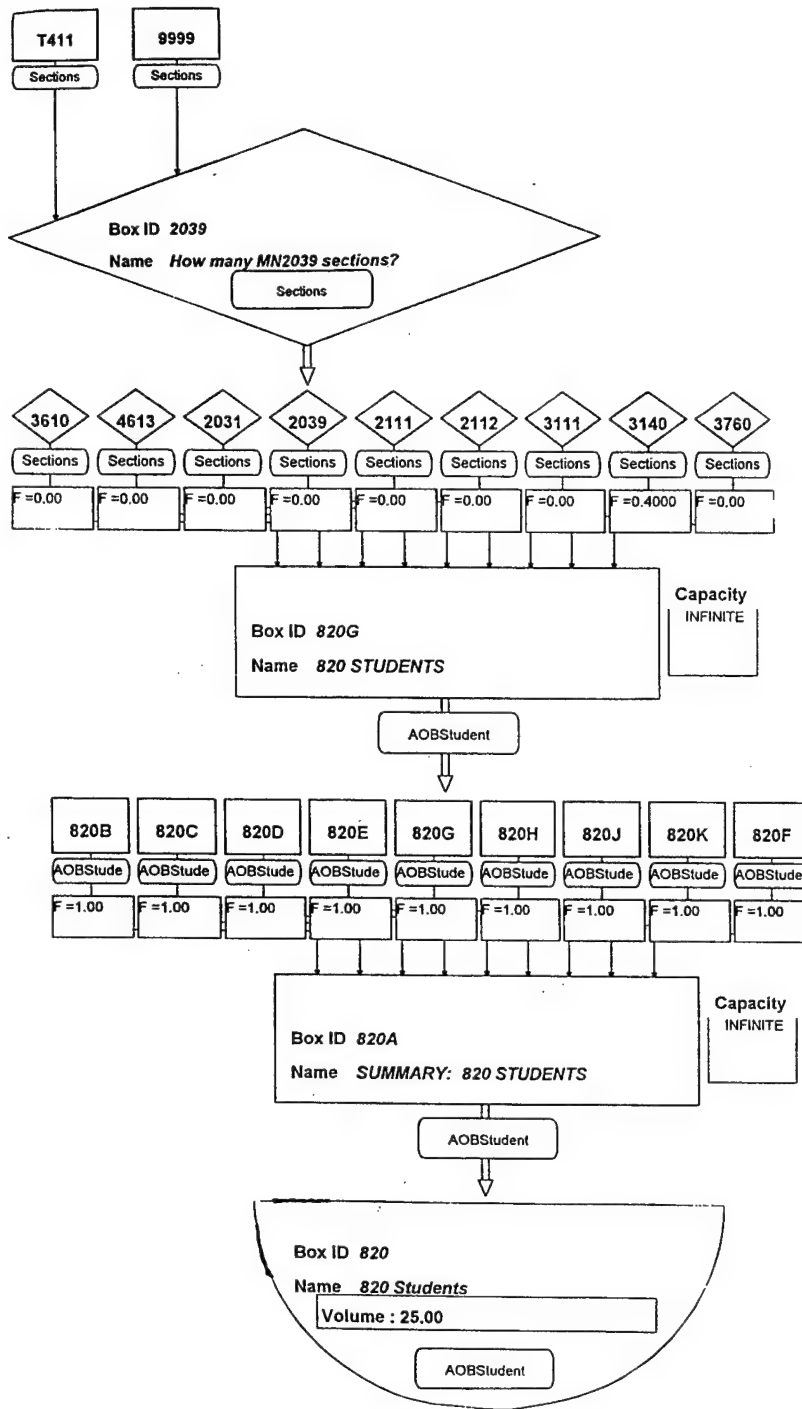 T411 9999
Sections Sections
Box ID 2039
Name How many MN2039 sections?
Sections
3610 4613 2031 2039 2111 2112 3111 3140 3760
Sections Sections Sections Sections Sections Sections Sections Sections Sections
F =0.00 F =0.00 F =0.00 F =0.00 F =0.00 F =0.00 F =0.00 F =0.4000 F =0.00
Capacity
INFINITE
Box ID 820G
Name 820 STUDENTS
AOBStudent
820B 820C 820D 820E 820G 820H 820J 820K 820F
AOBStude AOBStude AOBStude AOBStude AOBStude AOBStude AOBStude AOBStude AOBStude
F =1.00 F =1.00 F =1.00 F =1.00 F =1.00 F =1.00 F =1.00 F =1.00 F =1.00
Capacity
INFINITE
Box ID 820A
Name SUMMARY: 820 STUDENTS
AOBStudent
Box ID 820
Name 820 Students
Volume : 25.00
AOBStudent